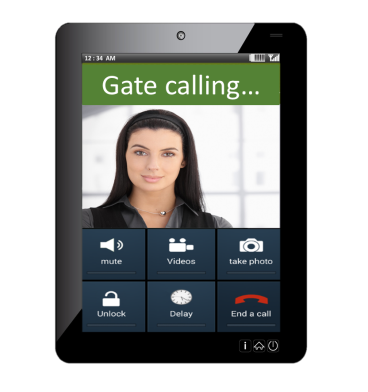 12:34 AM
Gate calling...
mute Videos take photo
Unlock Delay End a call
i